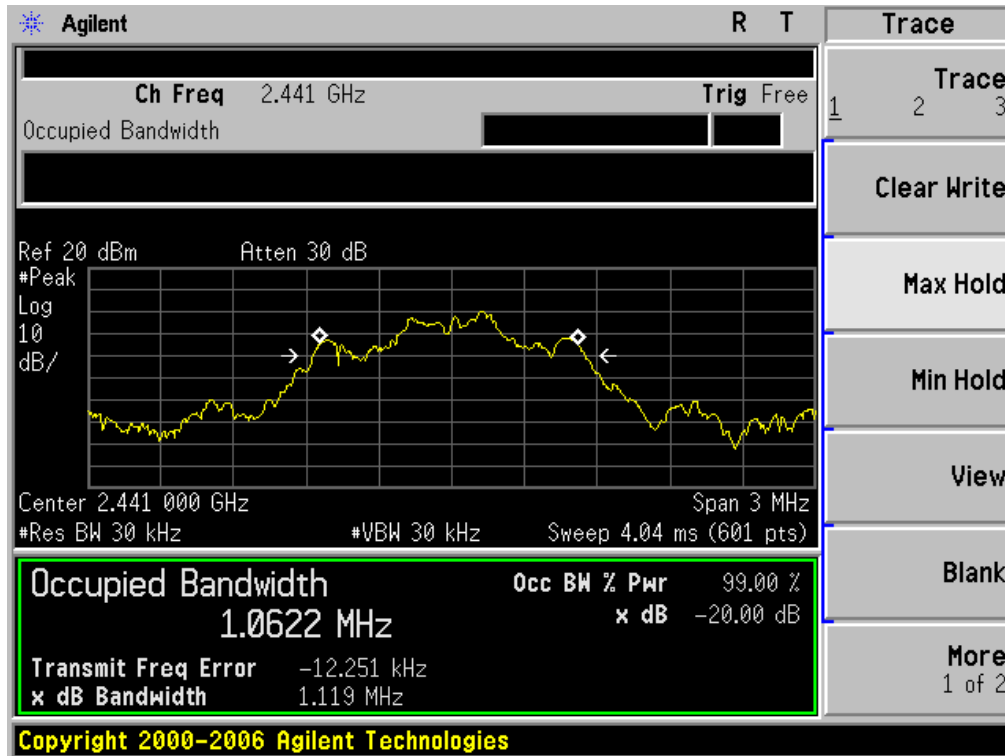 Agilent R T
Trace
Ch Freq 2.441 GHz Trig Free
Occupied Bandwidth
Ref 20 dBm Atten 30 dB
#Peak
Log
10
dB/
Center 2.441 000 GHz Span 3 MHz
#Res BW 30 kHz #VBW 30 kHz Sweep 4.04 ms (601 pts)
Occupied Bandwidth
1.0622 MHz
Occ BW % Pwr 99.00 %
x dB -20.00 dB
Transmit Freq Error -12.251 kHz
x dB Bandwidth 1.119 MHz
Trace
1 2 3
Clear Write
Max Hold
Min Hold
View
Blank
More
1 of 2
Copyright 2000-2006 Agilent Technologies